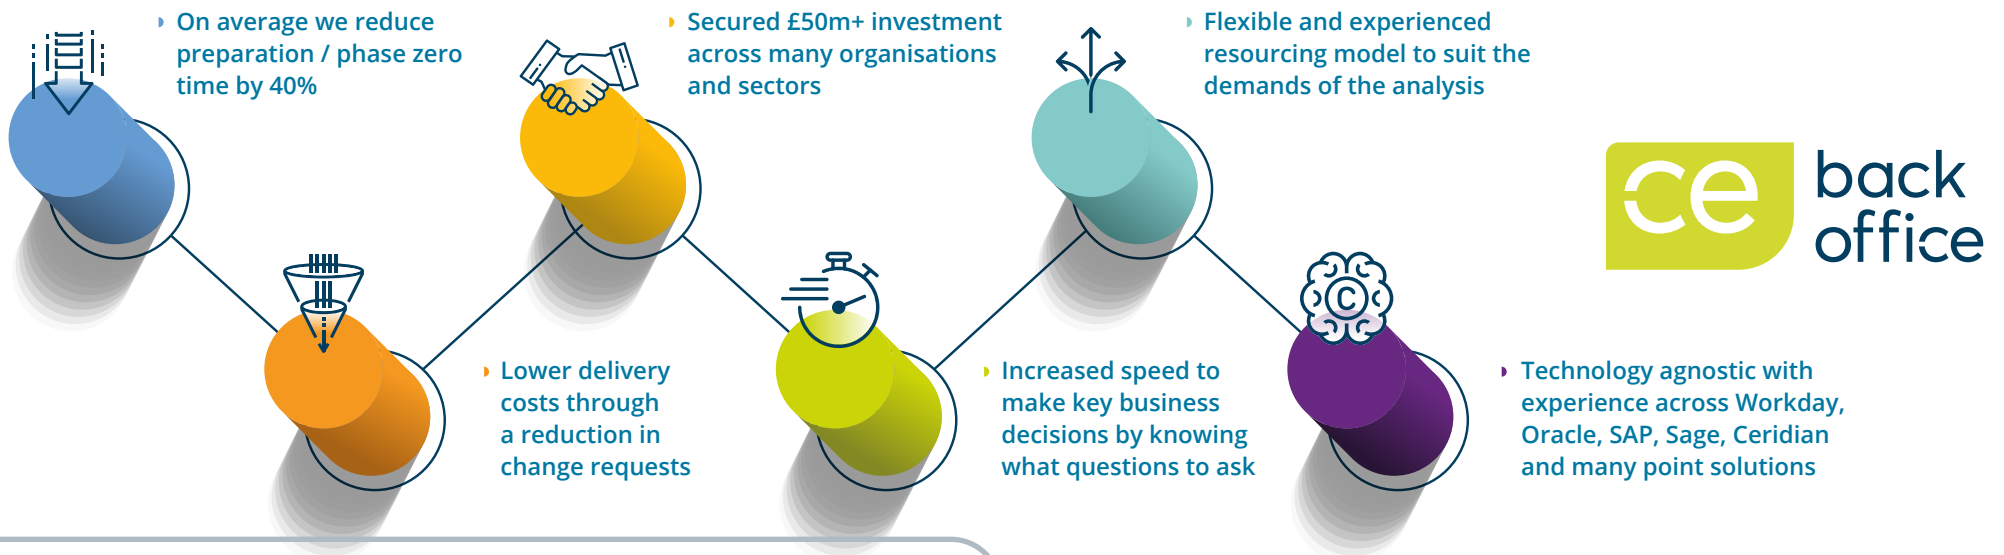 On average we reduce
preparation / phase zero
time by 40%
Lower delivery
costs through
a reduction in
change requests
Secured £50m+ investment
across many organisations
and sectors
Increased speed to
make key business
decisions by knowing
what questions to ask
Flexible and experienced
resourcing model to suit the
demands of the analysis
C
Technology agnostic with
experience across Workday,
Oracle, SAP, Sage, Ceridian
and many point solutions
ce
back
office